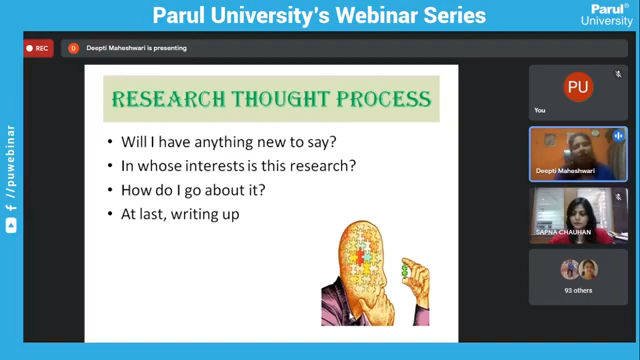 Parul University's Webinar Series
Parul®
University
REC
D
Deepti Maheshwari is presenting
RESEARCH THOUGHT PROCESS
• Will I have anything new to say?
• In whose interests is this research?
• How do I go about it?
• At last, writing up
PU
You
Deepti Maheshwari
SAPNA CHAUHAN
93 others
//puwebinar